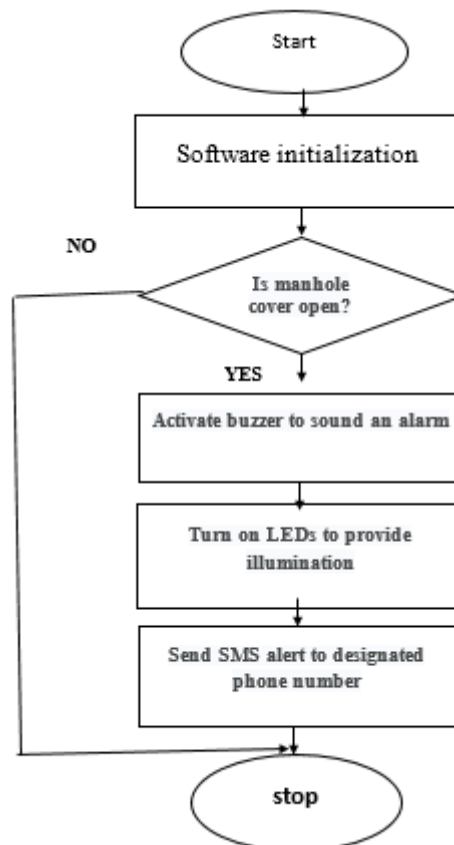 Start
Software initialization
NO
Is manhole
cover open?
YES
Activate buzzer to sound an alarm
Turn on LEDs to provide
illumination
Send SMS alert to designated
phone number
stop